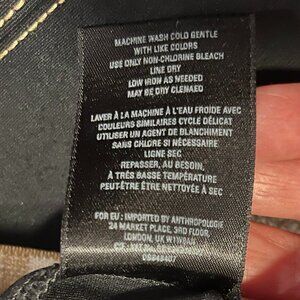 MACHINE WASH COLD GENTLE
WITH LIKE COLORS
USE ONLY NON-CHLORINE BLEACH
LINE DRY
LOW IRON AS NEEDED
MAY BE DRY CLENAED
LAVER À LA MACHINE À L'EAU FROIDE AVEC
COULEURS SIMILAIRES CYCLE DÉLICAT
UTILISER UN AGENT DE BLANCHIMENT
SANS CHLORE SI NÉCESSAIRE
LIGNE SEC
REPASSER, AU BESOIN,
À TRÈS BASSE TEMPÉRATURE
PEUT-ÊTRE ÊTRE NETTOYÉE À SEC
FOR EU : IMPORTED BY ANTHROPOLOGIE
24 MARKET PLACE, 3RD FLOOR,
LONDON, UK